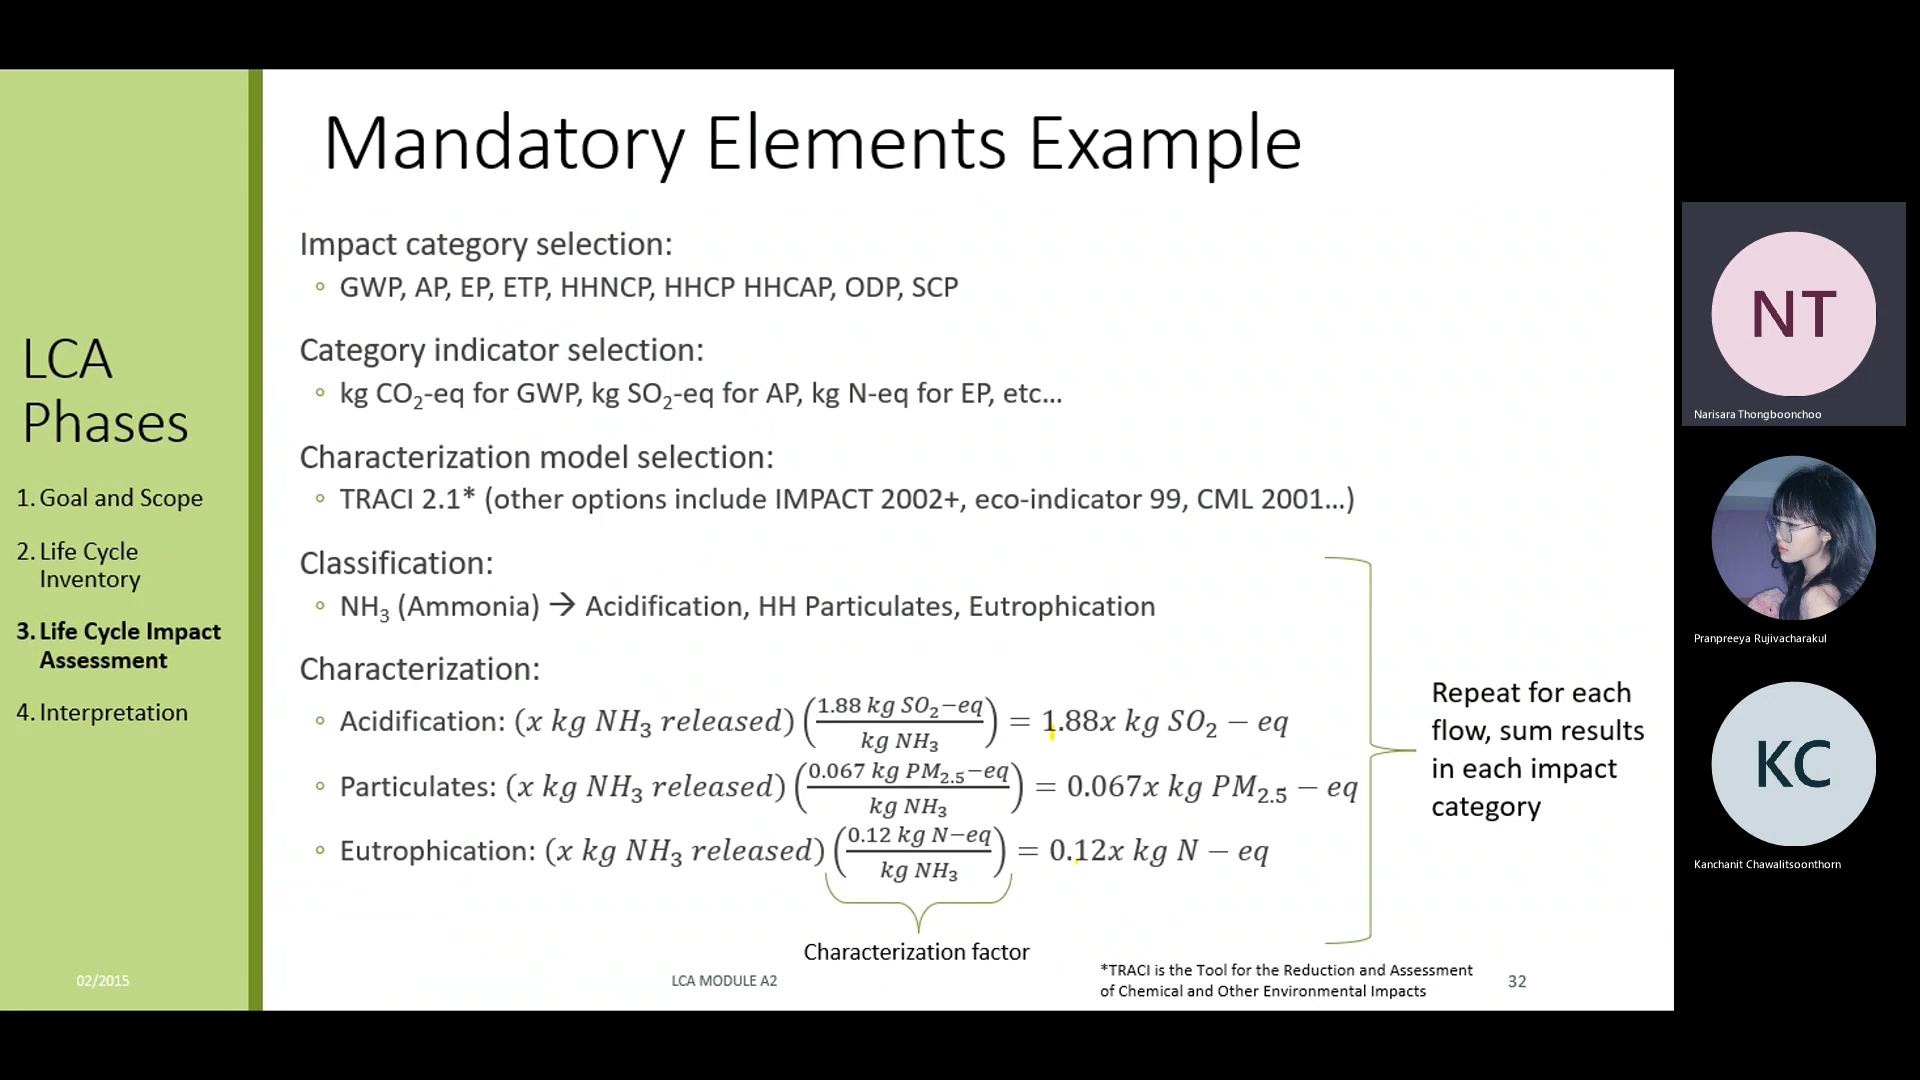 Mandatory Elements Example
LCA
Phases
1. Goal and Scope
2. Life Cycle
Inventory
3. Life Cycle Impact
Assessment
4. Interpretation
02/2015
Impact category selection:
GWP, AP, EP, ETP, HHNCP, HHCP HHCAP, ODP, SCP
Category indicator selection:
kg CO₂-eq for GWP, kg SO₂-eq for AP, kg N-eq for EP, etc...
Characterization model selection:
TRACI 2.1* (other options include IMPACT 2002+, eco-indicator 99, CML 2001...)
Classification:
NH₃ (Ammonia) → Acidification, HH Particulates, Eutrophication
Characterization:
Acidification: (x kg NH₃ released) (1.88 kg SO₂−eq / kg NH₃) = 1.88x kg SO₂ − eq
Particulates: (x kg NH₃ released) (0.067 kg PM₂.₅−eq / kg NH₃) = 0.067x kg PM₂.₅ − eq
Eutrophication: (x kg NH₃ released) (0.12 kg N−eq / kg NH₃) = 0.12x kg N − eq
Characterization factor
Repeat for each
flow, sum results
in each impact
category
LCA MODULE A2
*TRACI is the Tool for the Reduction and Assessment
of Chemical and Other Environmental Impacts
32
NT
Narisara Thongboonchoo
Pranpreeya Rujivacharakul
KC
Kanchanit Chawalitsoonthorn